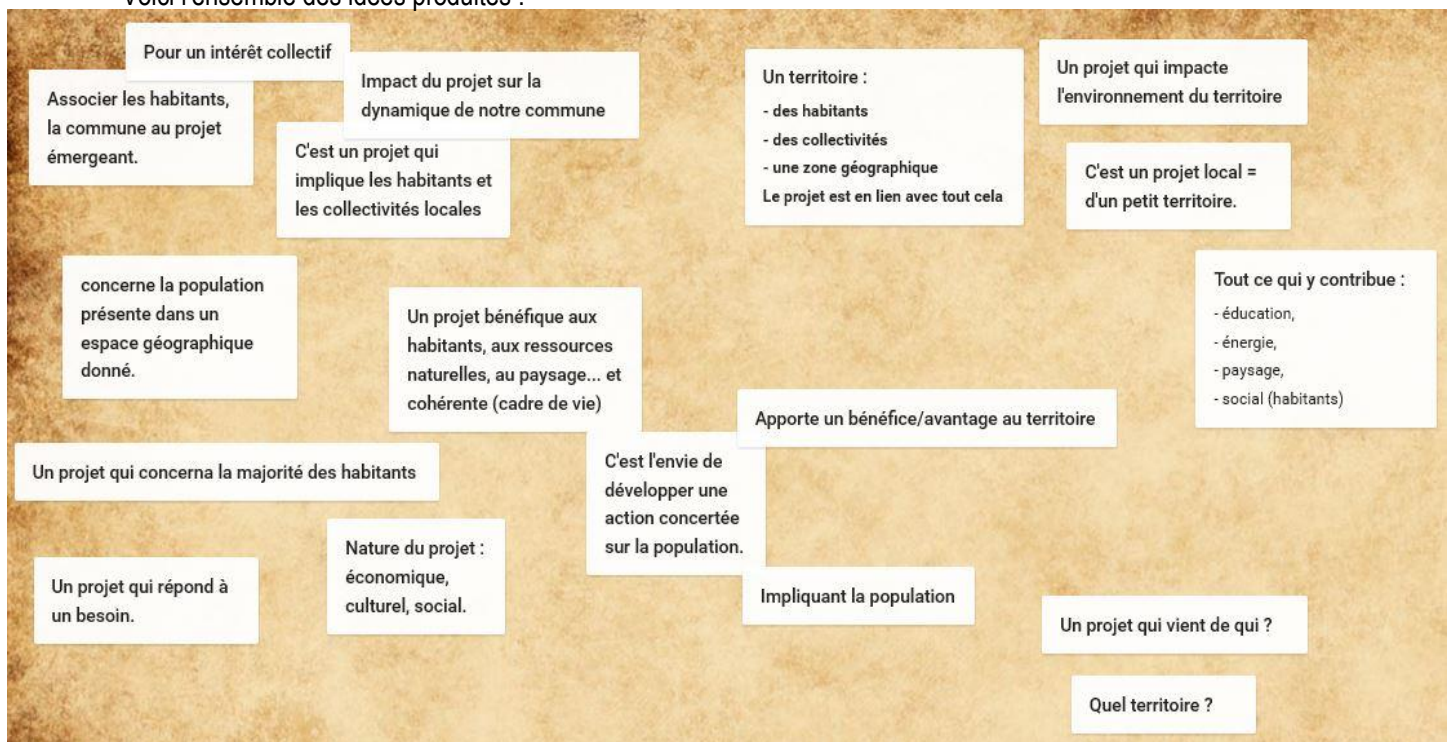 Voici l'ensemble des idées produites :
Pour un intérêt collectif
Associer les habitants,
la commune au projet
émergeant.
Impact du projet sur la
dynamique de notre commune
C'est un projet qui
implique les habitants et
les collectivités locales
Un territoire :
- des habitants
- des collectivités
- une zone géographique
Le projet est en lien avec tout cela
Un projet qui impacte
l'environnement du territoire
C'est un projet local =
d'un petit territoire.
concerne la population
présente dans un
espace géographique
donné.
Un projet bénéfique aux
habitants, aux ressources
naturelles, au paysage... et
cohérente (cadre de vie)
Tout ce qui y contribue :
- éducation,
- énergie,
- paysage,
- social (habitants)
Apporte un bénéfice/avantage au territoire
Un projet qui concerna la majorité des habitants
C'est l'envie de
développer une
action concertée
sur la population.
Nature du projet :
économique,
culturel, social.
Un projet qui répond à
un besoin.
Impliquant la population
Un projet qui vient de qui ?
Quel territoire ?